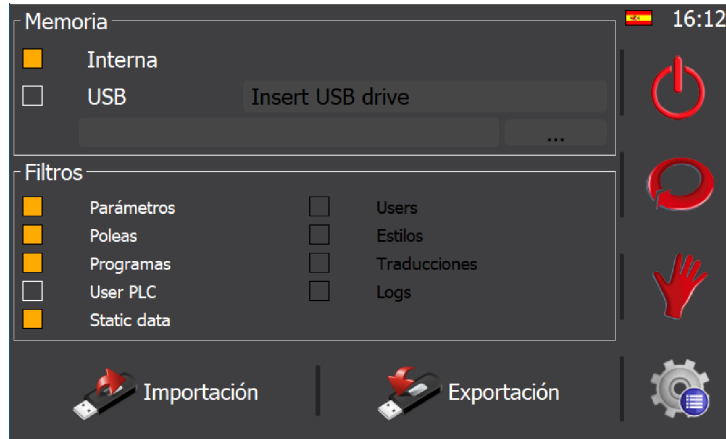 Memoria
16:12
Interna
USB
Insert USB drive
...
Filtros
Parámetros
Users
Poleas
Estilos
Programas
Traducciones
User PLC
Logs
Static data
Importación
Exportación